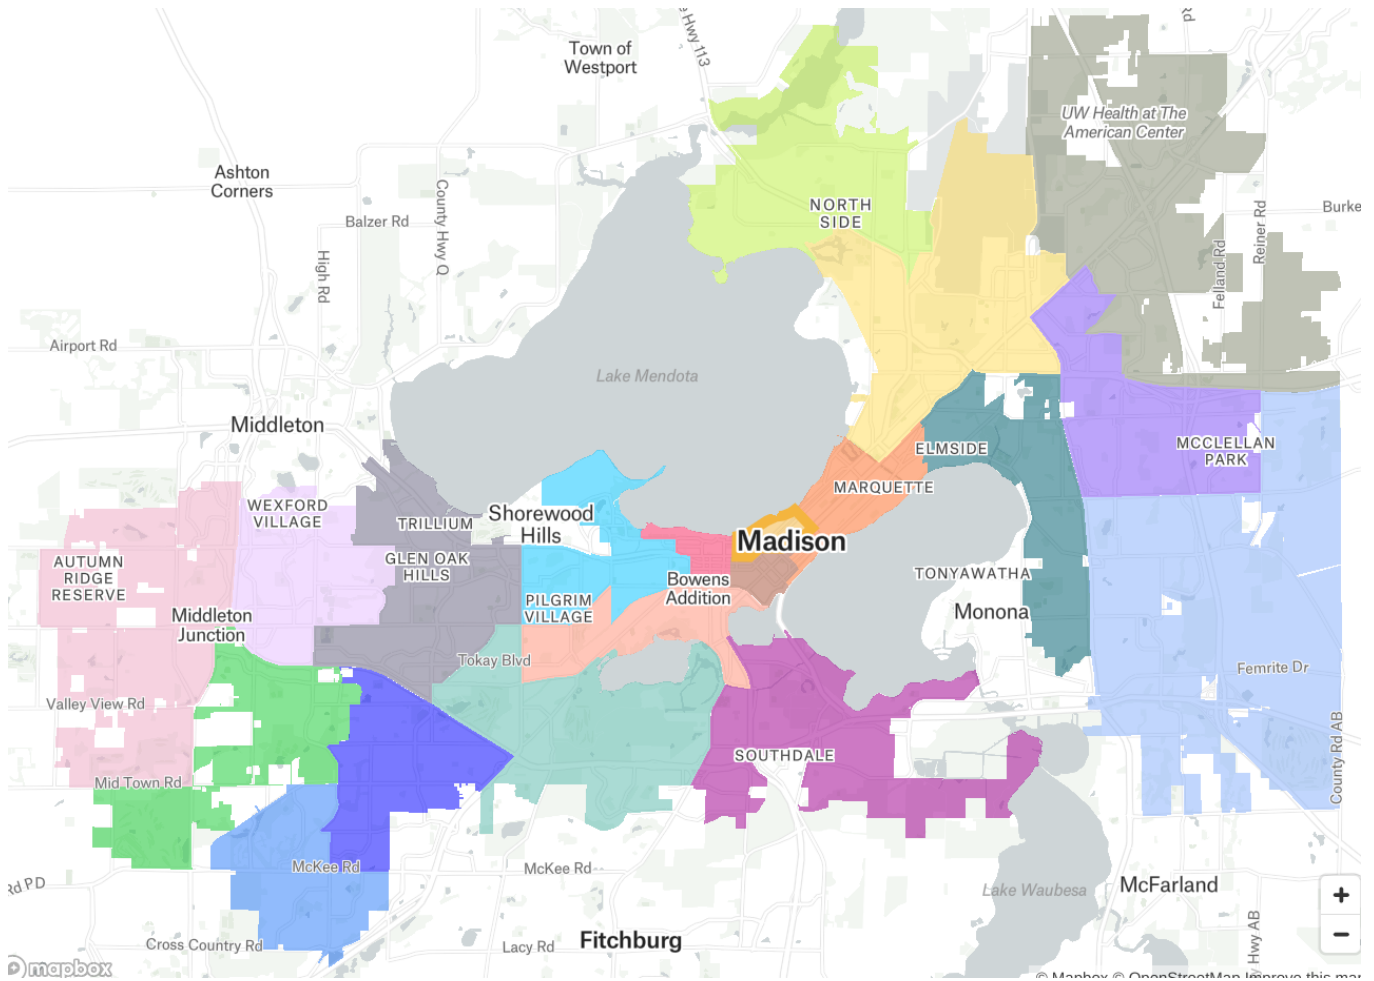 Hwy 113
Rd
Town of
Westport
UW Health at The
American Center
Ashton
Corners
County Hwy Q
NORTH
SIDE
Balzer Rd
Burke
Reiner Rd
Felland Rd
High Rd
Airport Rd
Lake Mendota
Middleton
ELMSIDE
MCCLELLAN
PARK
MARQUETTE
WEXFORD
VILLAGE
TRILLIUM
Shorewood
Hills
Madison
GLEN OAK
HILLS
AUTUMN
RIDGE
RESERVE
Bowens
Addition
TONYAWATHA
PILGRIM
VILLAGE
Monona
Middleton
Junction
Tokay Blvd
Femrite Dr
Valley View Rd
County Rd AB
SOUTHDALE
Mid Town Rd
McKee Rd
McKee Rd
Rd PD
Lake Waubesa
McFarland
+
−
Cross Country Rd
Lacy Rd
Fitchburg
Hwy AB
mapbox
© Mapbox © OpenStreetMap Improve this map